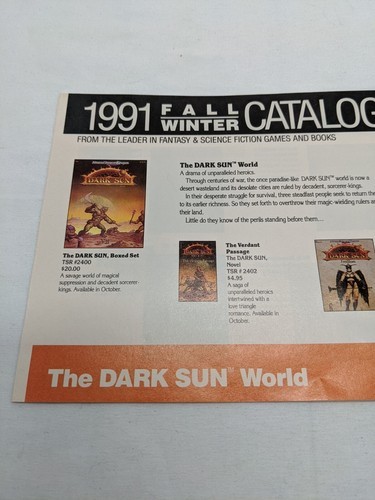 1991 FALL WINTER CATALOG
FROM THE LEADER IN FANTASY & SCIENCE FICTION GAMES AND BOOKS
DARK SUN
The DARK SUN™ World
A drama of unparalleled heroics.
Through centuries of war, the once paradise-like DARK SUN™ world is now a
desert wasteland and its desolate cities are ruled by decadent, sorcerer-kings.
In their desperate struggle for survival, three steadfast people seek to return the
to its earlier richness. So they set forth to overthrow their magic-wielding rulers an
their land.
Little do they know of the perils standing before them...
The DARK SUN, Boxed Set
TSR #2400
$20.00
A savage world of magical
suppression and decadent sorcerer-
kings. Available in October.
DARK SUN
The Verdant
Passage
The DARK SUN,
Novel
TSR #2402
$4.95
A saga of
unparalleled heroics
intertwined with a
love triangle
romance. Available in
October.
DARK SUN
The DARK SUN™ World